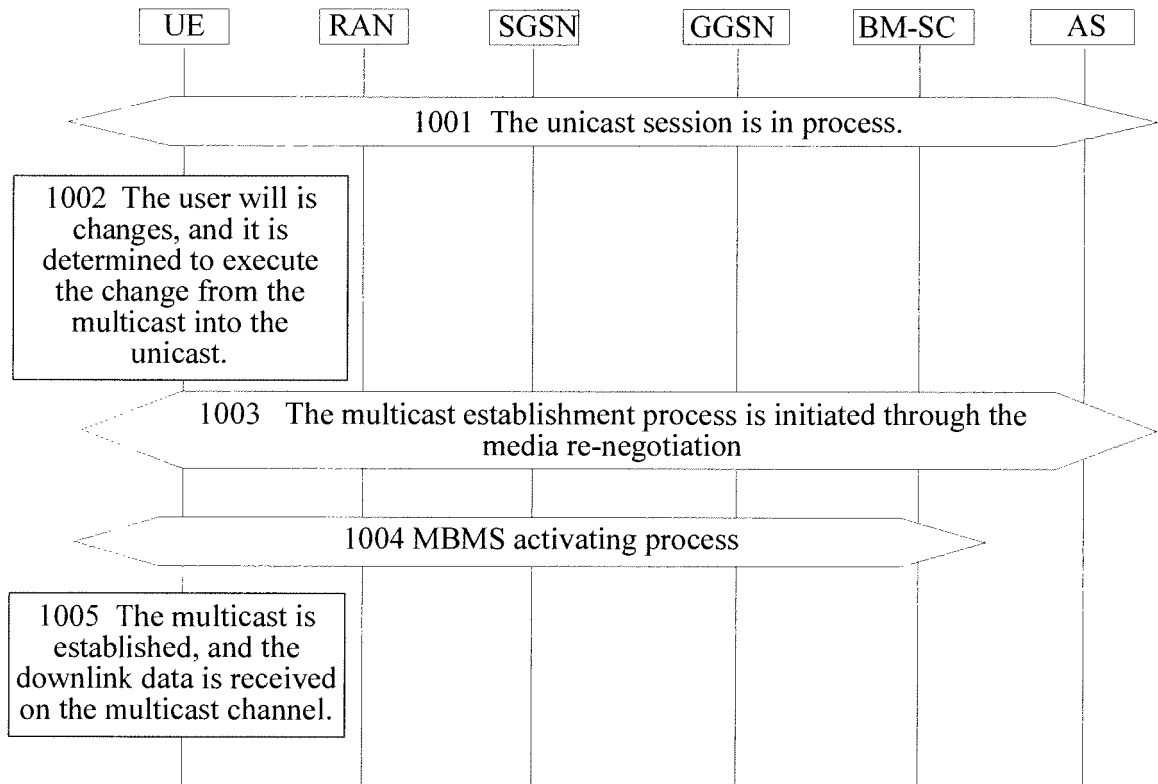 UE RAN SGSN GGSN BM-SC AS
1001 The unicast session is in process.
1002 The user will is
changes, and it is
determined to execute
the change from the
multicast into the
unicast.
1003 The multicast establishment process is initiated through the
media re-negotiation
1004 MBMS activating process
1005 The multicast is
established, and the
downlink data is received
on the multicast channel.